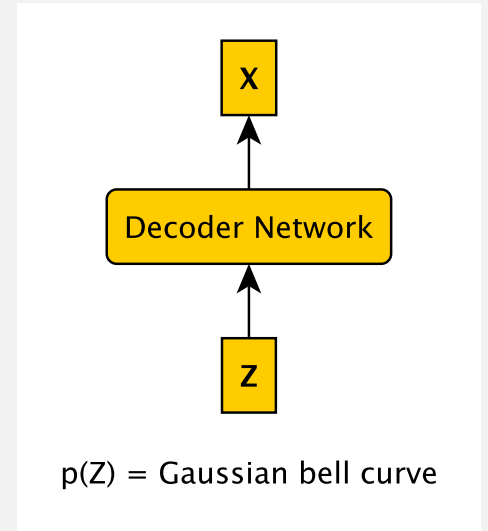 X
Decoder Network
Z
p(Z) = Gaussian bell curve